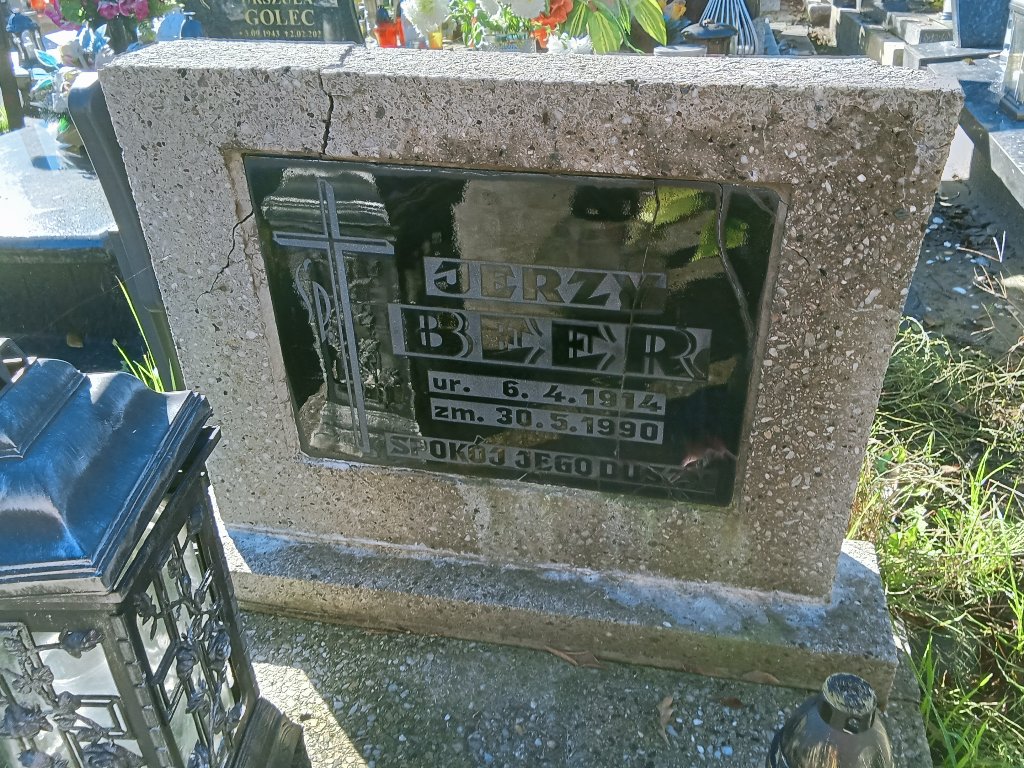 GOLEC
JERZY
BEER
ur. 6. 4. 1914
zm. 30. 5. 1990
SPOKÓJ JEGO DUSZY